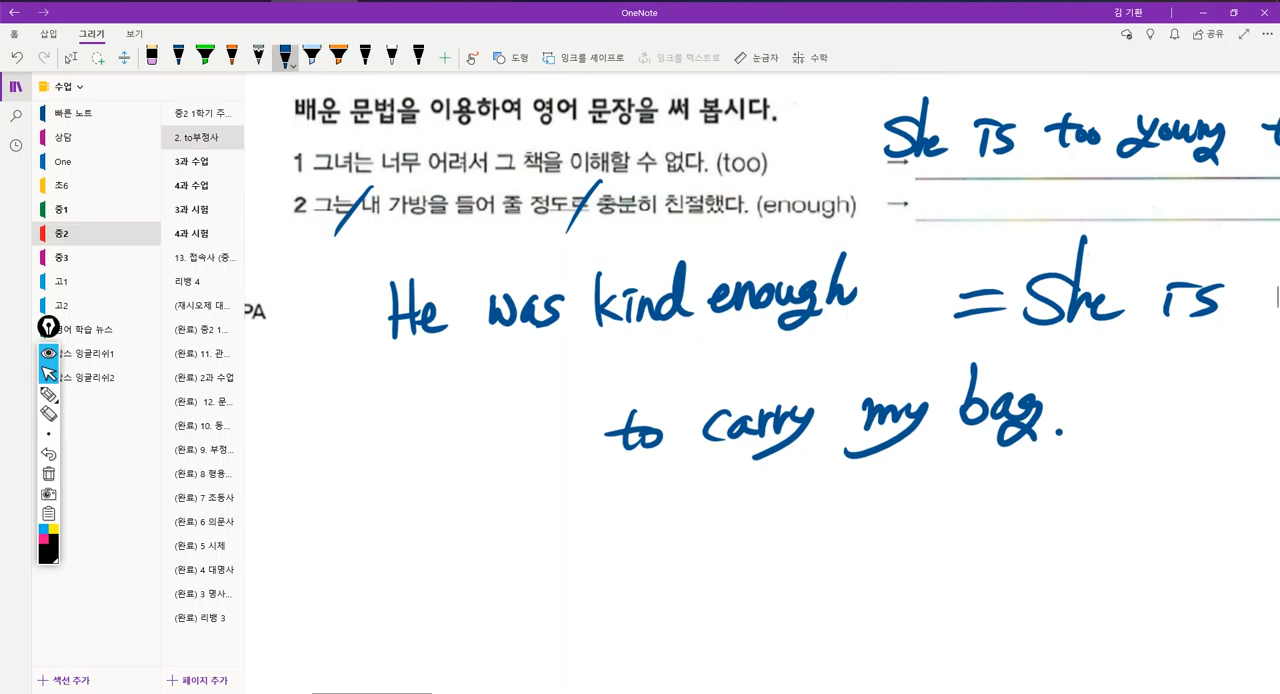 OneNote
김 기환
홈 삽입 그리기 보기
공유
도형 잉크를 셰이프로 잉크를 텍스트로 눈금자 수학
수업
빠른 노트
상담
One
초6
중1
중2
중3
고1
고2
영어 학습 뉴스
스 잉글리쉬1
스 잉글리쉬2
섹션 추가
중2 1학기 주...
2. to부정사
3과 수업
4과 수업
3과 시험
4과 시험
13. 접속사 (중...
리뱅 4
(재시오제 대...
(완료) 중2 1...
(완료) 11. 관...
(완료) 2과 수업
(완료) 12. 문...
(완료) 10. 동...
(완료) 9. 부정...
(완료) 8 형용...
(완료) 7 조동사
(완료) 6 의문사
(완료) 5 시제
(완료) 4 대명사
(완료) 3 명사...
(완료) 리뱅 3
페이지 추가
배운 문법을 이용하여 영어 문장을 써 봅시다.
1 그녀는 너무 어려서 그 책을 이해할 수 없다. (too) → She is too young t
2 그는 내 가방을 들어 줄 정도로 충분히 친절했다. (enough) →
He was kind enough = She is
PA
to carry my bag.